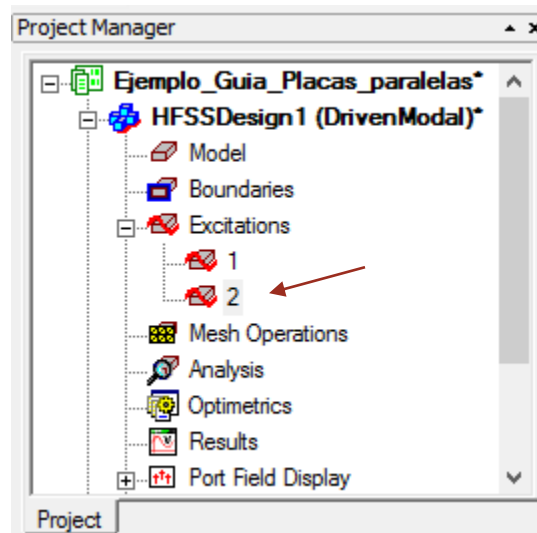 Project Manager
Ejemplo_Guia_Placas_paralelas*
HFSSDesign1 (DrivenModal)*
Model
Boundaries
Excitations
1
2
Mesh Operations
Analysis
Optimetrics
Results
Port Field Display
Project